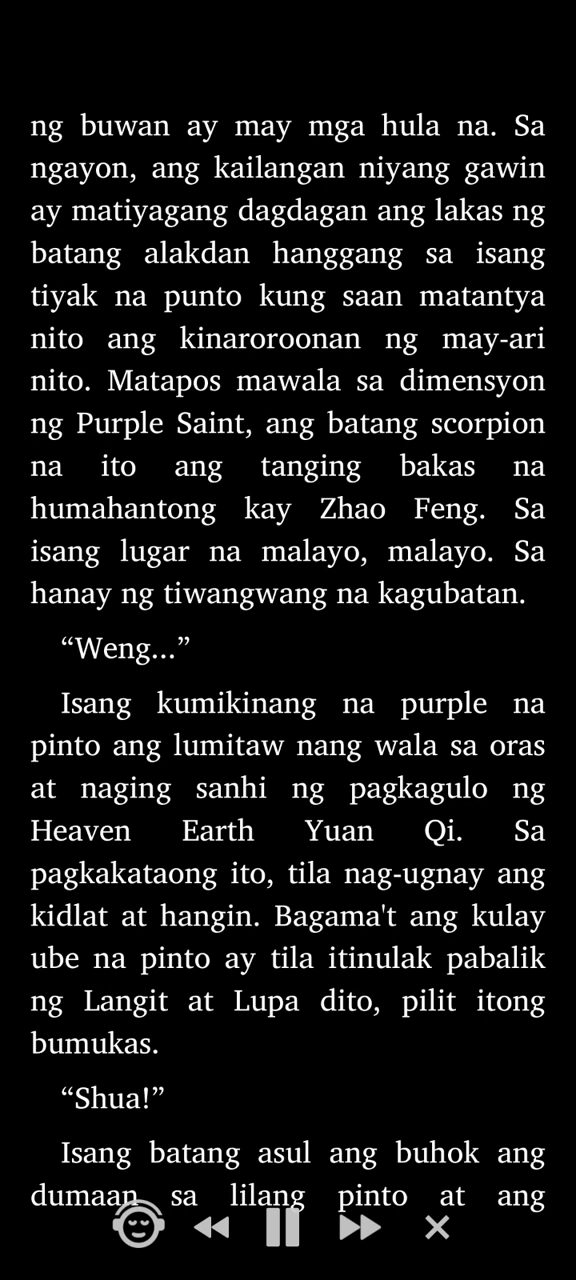 ng buwan ay may mga hula na. Sa
ngayon, ang kailangan niyang gawin
ay matiyagang dagdagan ang lakas ng
batang alakdan hanggang sa isang
tiyak na punto kung saan matantya
nito ang kinaroroonan ng may-ari
nito. Matapos mawala sa dimensyon
ng Purple Saint, ang batang scorpion
na ito ang tanging bakas na
humahantong kay Zhao Feng. Sa
isang lugar na malayo, malayo. Sa
hanay ng tiwangwang na kagubatan.
“Weng...”
Isang kumikinang na purple na
pinto ang lumitaw nang wala sa oras
at naging sanhi ng pagkagulo ng
Heaven Earth Yuan Qi. Sa
pagkakataong ito, tila nag-ugnay ang
kidlat at hangin. Bagama't ang kulay
ube na pinto ay tila itinulak pabalik
ng Langit at Lupa dito, pilit itong
bumukas.
“Shua!”
Isang batang asul ang buhok ang
dumaan sa lilang pinto at ang